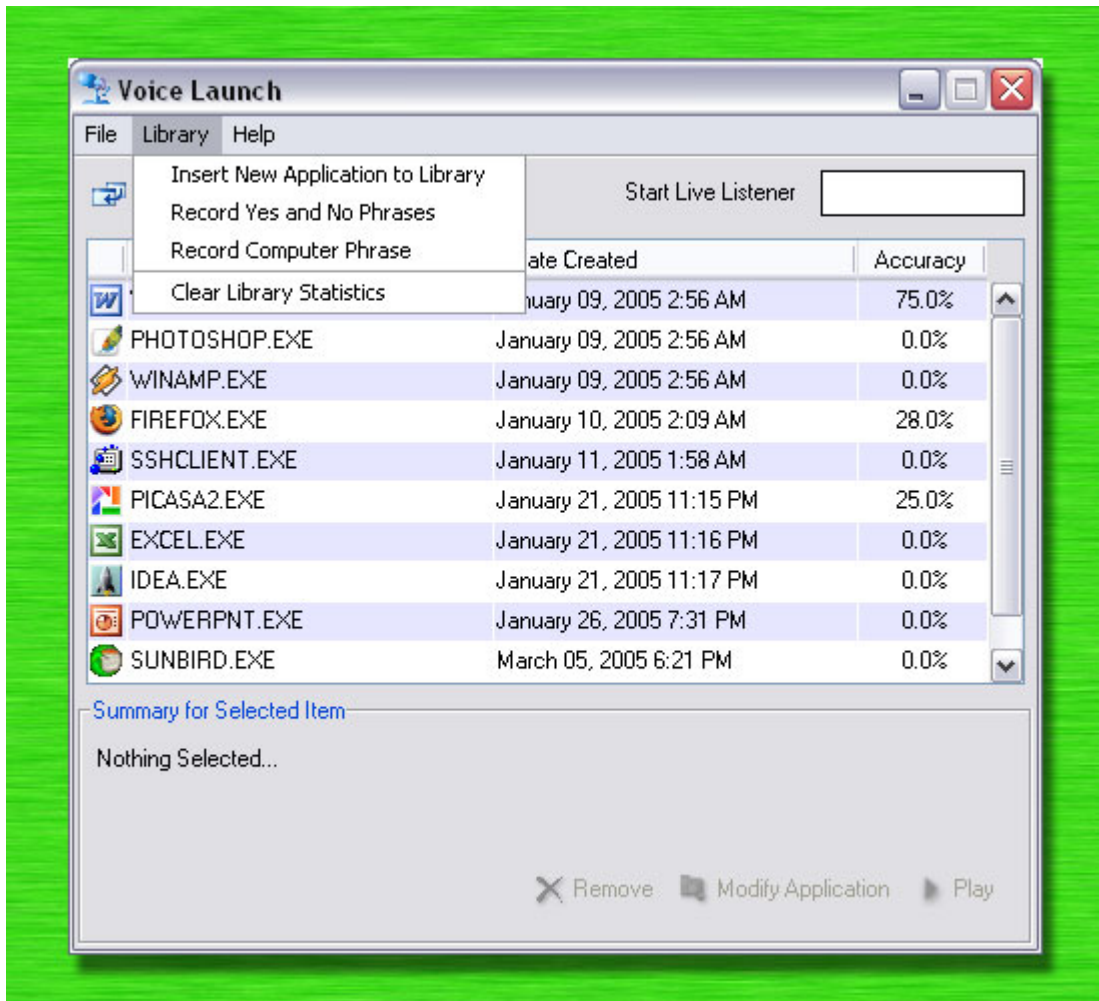 Voice Launch
File Library Help
Insert New Application to Library
Record Yes and No Phrases
Record Computer Phrase
Clear Library Statistics
Start Live Listener
ate Created Accuracy
nuary 09, 2005 2:56 AM 75.0%
PHOTOSHOP.EXE January 09, 2005 2:56 AM 0.0%
WINAMP.EXE January 09, 2005 2:56 AM 0.0%
FIREFOX.EXE January 10, 2005 2:09 AM 28.0%
SSHCLIENT.EXE January 11, 2005 1:58 AM 0.0%
PICASA2.EXE January 21, 2005 11:15 PM 25.0%
EXCEL.EXE January 21, 2005 11:16 PM 0.0%
IDEA.EXE January 21, 2005 11:17 PM 0.0%
POWERPNT.EXE January 26, 2005 7:31 PM 0.0%
SUNBIRD.EXE March 05, 2005 6:21 PM 0.0%
Summary for Selected Item
Nothing Selected...
Remove Modify Application Play